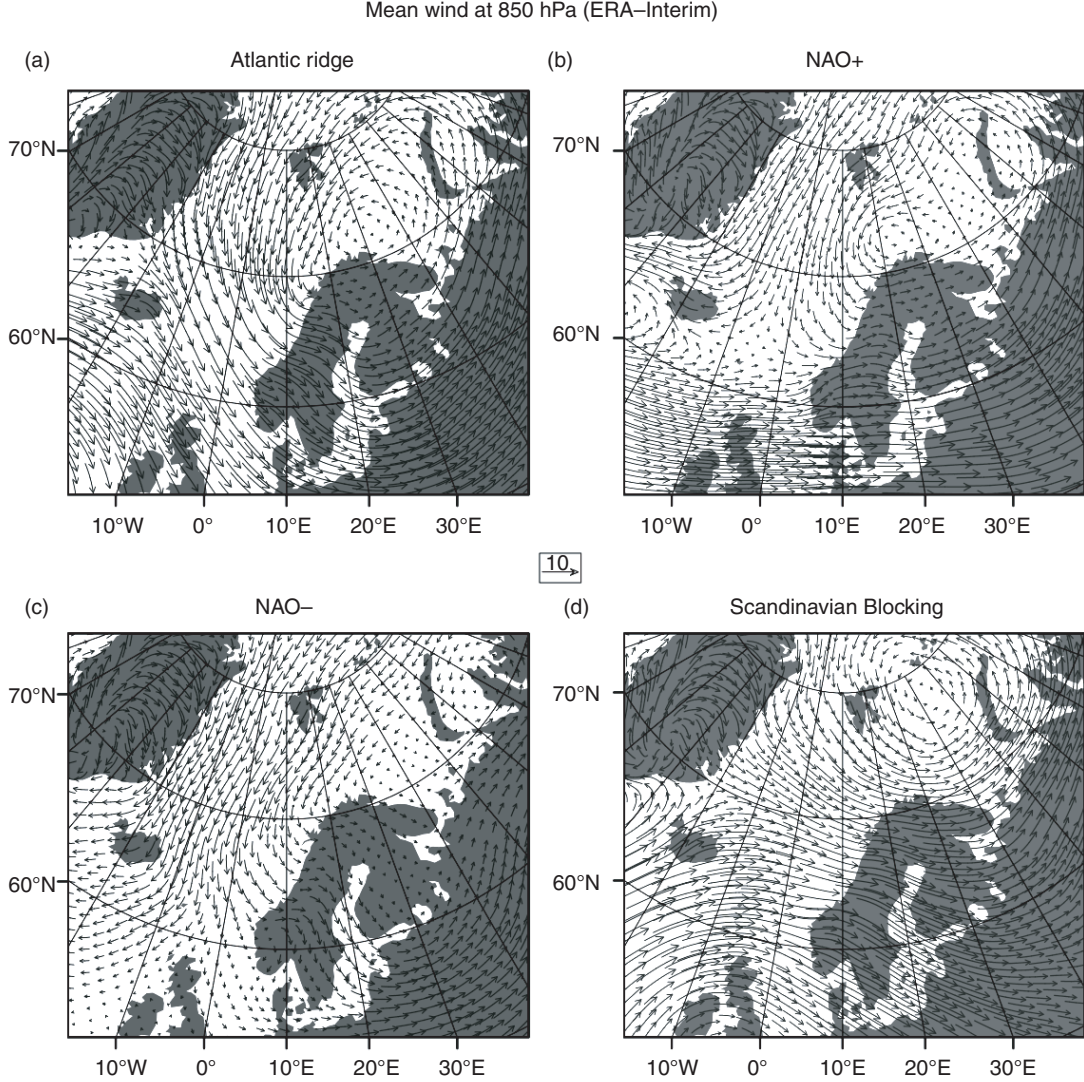 Mean wind at 850 hPa (ERA–Interim)
(a) Atlantic ridge
(b) NAO+
70°N
60°N
10°W 0° 10°E 20°E 30°E
70°N
60°N
10°W 0° 10°E 20°E 30°E
10
(c) NAO–
(d) Scandinavian Blocking
70°N
60°N
10°W 0° 10°E 20°E 30°E
70°N
60°N
10°W 0° 10°E 20°E 30°E